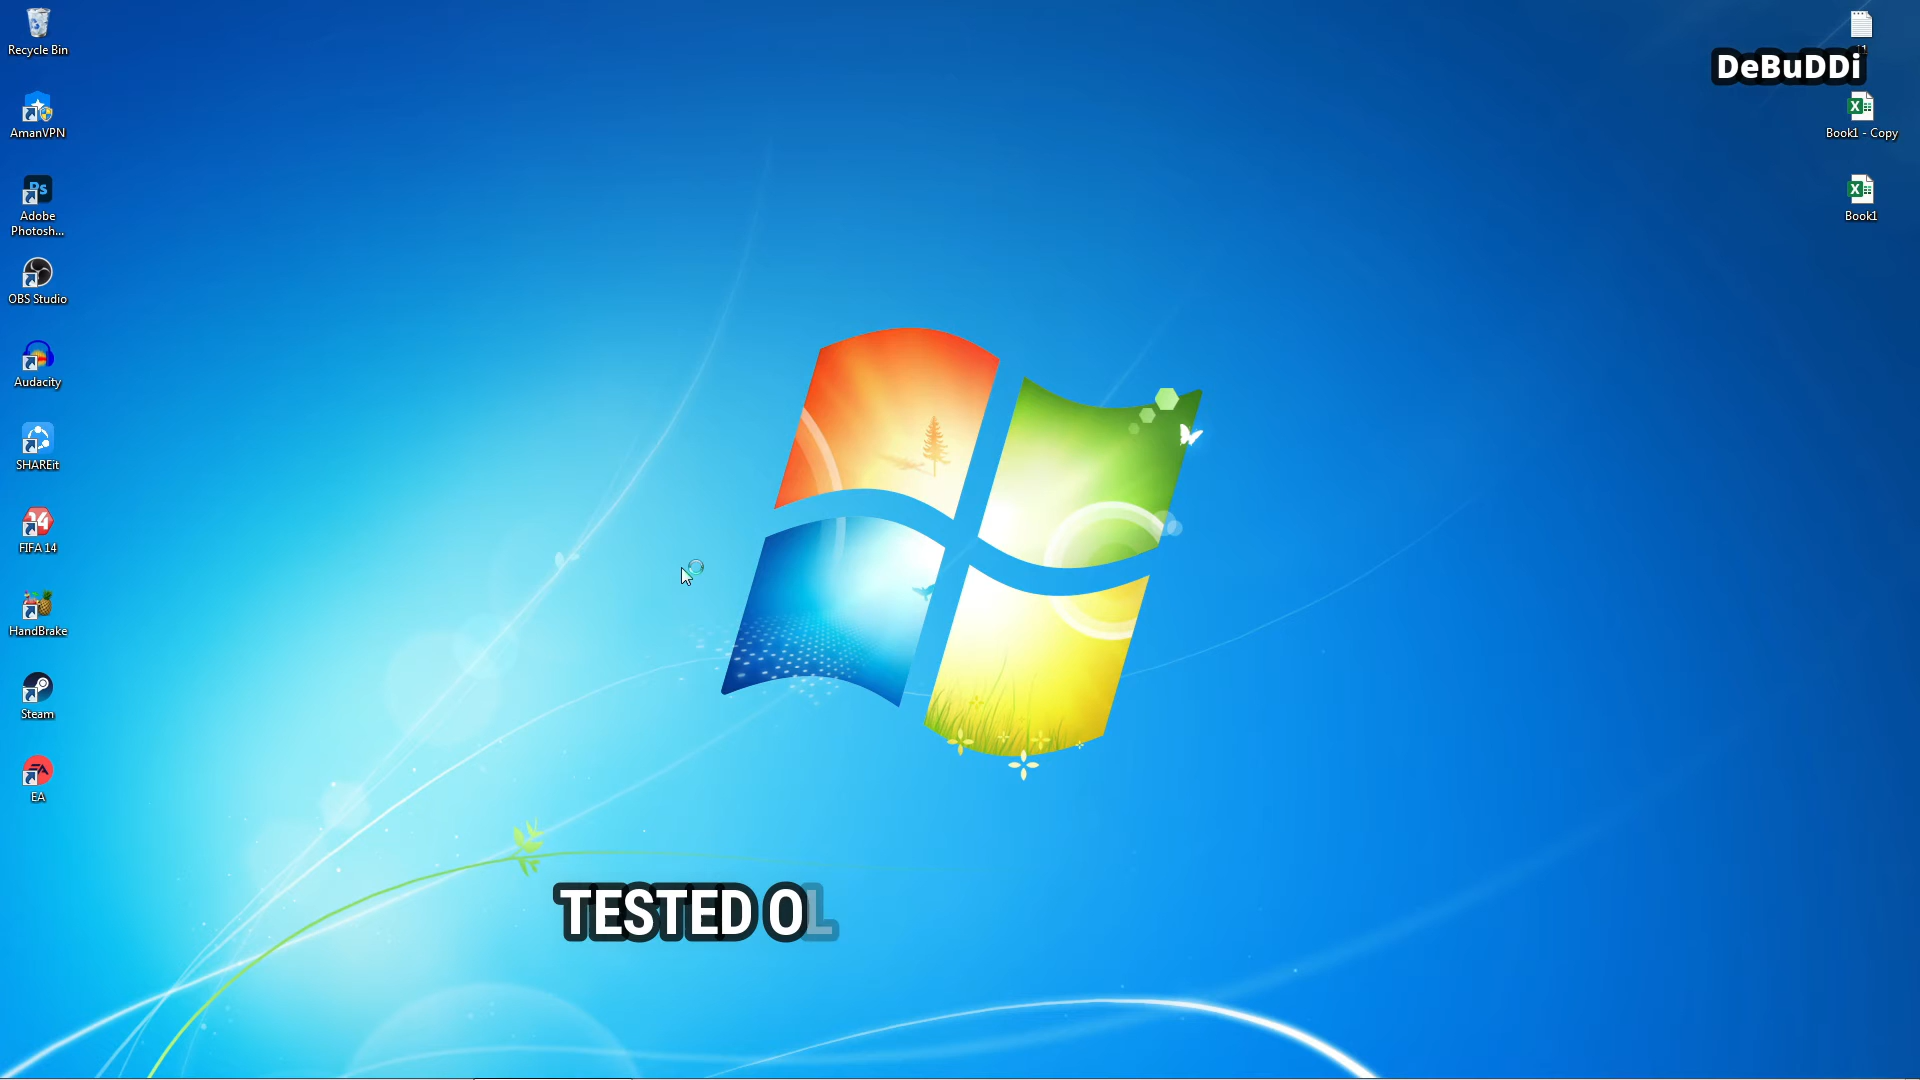 Recycle Bin
AmanVPN
Adobe
Photosh...
OBS Studio
Audacity
SHAREit
FIFA 14
HandBrake
Steam
EA
DeBuDDi
Book1 - Copy
Book1
TESTED OL